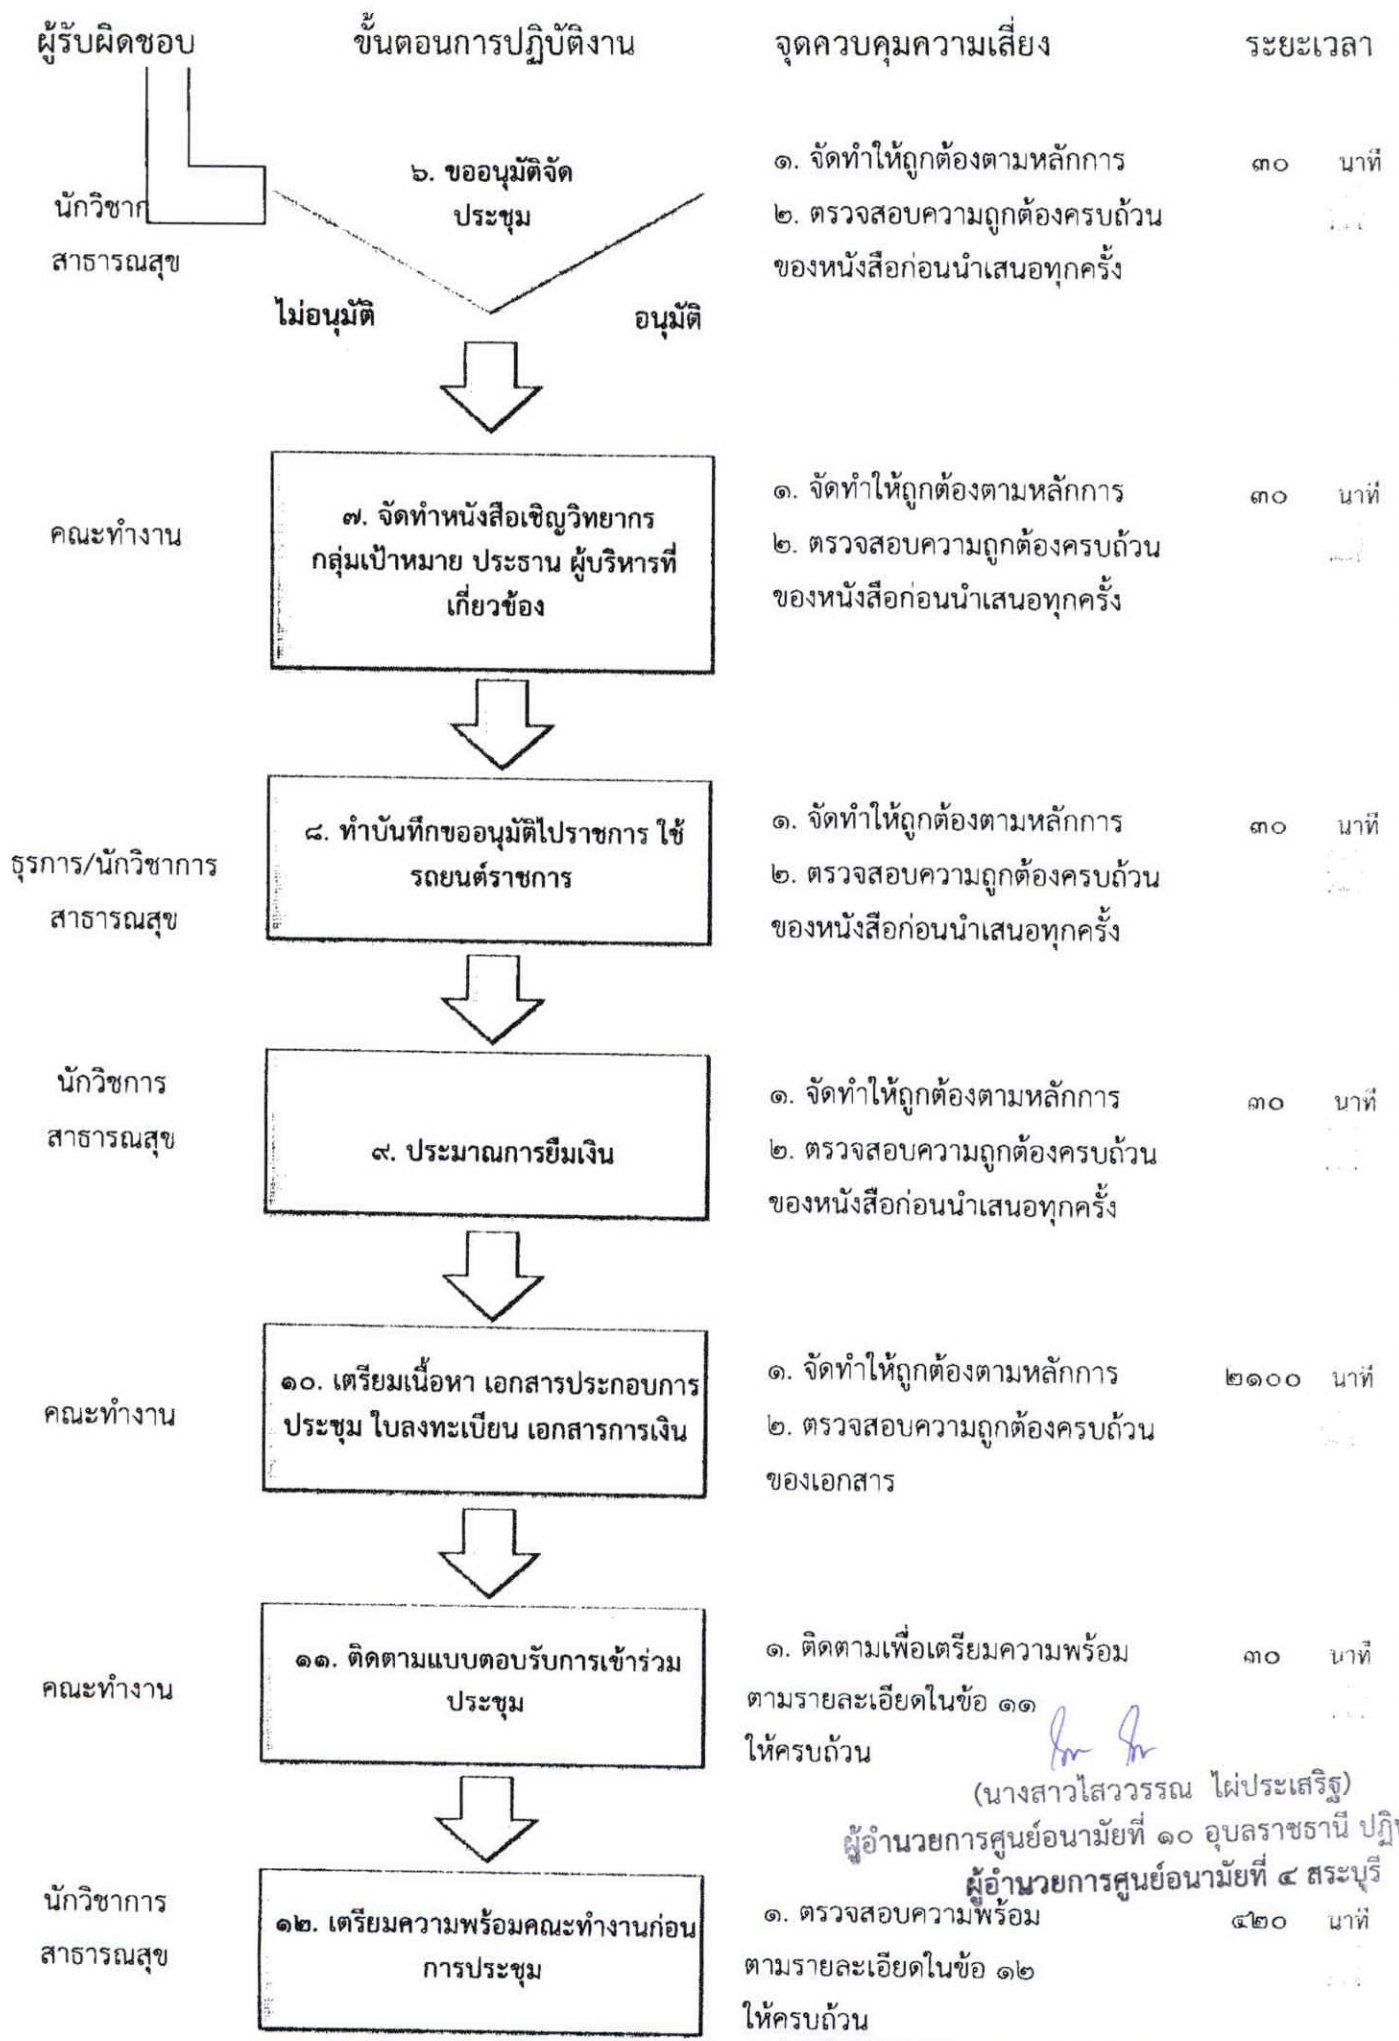 ผู้รับผิดชอบ ขั้นตอนการปฏิบัติงาน จุดควบคุมความเสี่ยง ระยะเวลา
๖. ขออนุมัติจัด
ประชุม
นักวิชาก
สาธารณสุข
ไม่อนุมัติ อนุมัติ
๑. จัดทำให้ถูกต้องตามหลักการ ๓๐ นาที
๒. ตรวจสอบความถูกต้องครบถ้วน
ของหนังสือก่อนนำเสนอทุกครั้ง
คณะทำงาน
๗. จัดทำหนังสือเชิญวิทยากร
กลุ่มเป้าหมาย ประธาน ผู้บริหารที่
เกี่ยวข้อง
๑. จัดทำให้ถูกต้องตามหลักการ ๓๐ นาที
๒. ตรวจสอบความถูกต้องครบถ้วน
ของหนังสือก่อนนำเสนอทุกครั้ง
ธุรการ/นักวิชาการ
สาธารณสุข
๘. ทำบันทึกขออนุมัติไปราชการ ใช้
รถยนต์ราชการ
๑. จัดทำให้ถูกต้องตามหลักการ ๓๐ นาที
๒. ตรวจสอบความถูกต้องครบถ้วน
ของหนังสือก่อนนำเสนอทุกครั้ง
นักวิชการ
สาธารณสุข
๙. ประมาณการยืมเงิน
๑. จัดทำให้ถูกต้องตามหลักการ ๓๐ นาที
๒. ตรวจสอบความถูกต้องครบถ้วน
ของหนังสือก่อนนำเสนอทุกครั้ง
คณะทำงาน
๑๐. เตรียมเนื้อหา เอกสารประกอบการ
ประชุม ใบลงทะเบียน เอกสารการเงิน
๑. จัดทำให้ถูกต้องตามหลักการ ๒๑๐๐ นาที
๒. ตรวจสอบความถูกต้องครบถ้วน
ของเอกสาร
คณะทำงาน
๑๑. ติดตามแบบตอบรับการเข้าร่วม
ประชุม
๑. ติดตามเพื่อเตรียมความพร้อม ๓๐ นาที
ตามรายละเอียดในข้อ ๑๑
ให้ครบถ้วน
(นางสาวไสววรรณ ไผ่ประเสริฐ)
ผู้อำนวยการศูนย์อนามัยที่ ๑๐ อุบลราชธานี ปฏิ
ผู้อำนวยการศูนย์อนามัยที่ ๔ สระบุรี
นักวิชาการ
สาธารณสุข
๑๒. เตรียมความพร้อมคณะทำงานก่อน
การประชุม
๑. ตรวจสอบความพร้อม ๔๒๐ นาที
ตามรายละเอียดในข้อ ๑๒
ให้ครบถ้วน